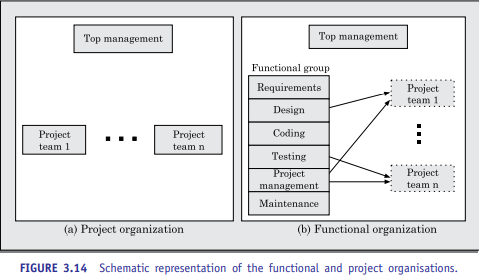 Top management
Project
team 1
Project
team n
(a) Project organization
Top management
Functional group
Requirements
Design
Coding
Testing
Project
management
Maintenance
Project
team 1
Project
team n
(b) Functional organization
FIGURE 3.14 Schematic representation of the functional and project organisations.